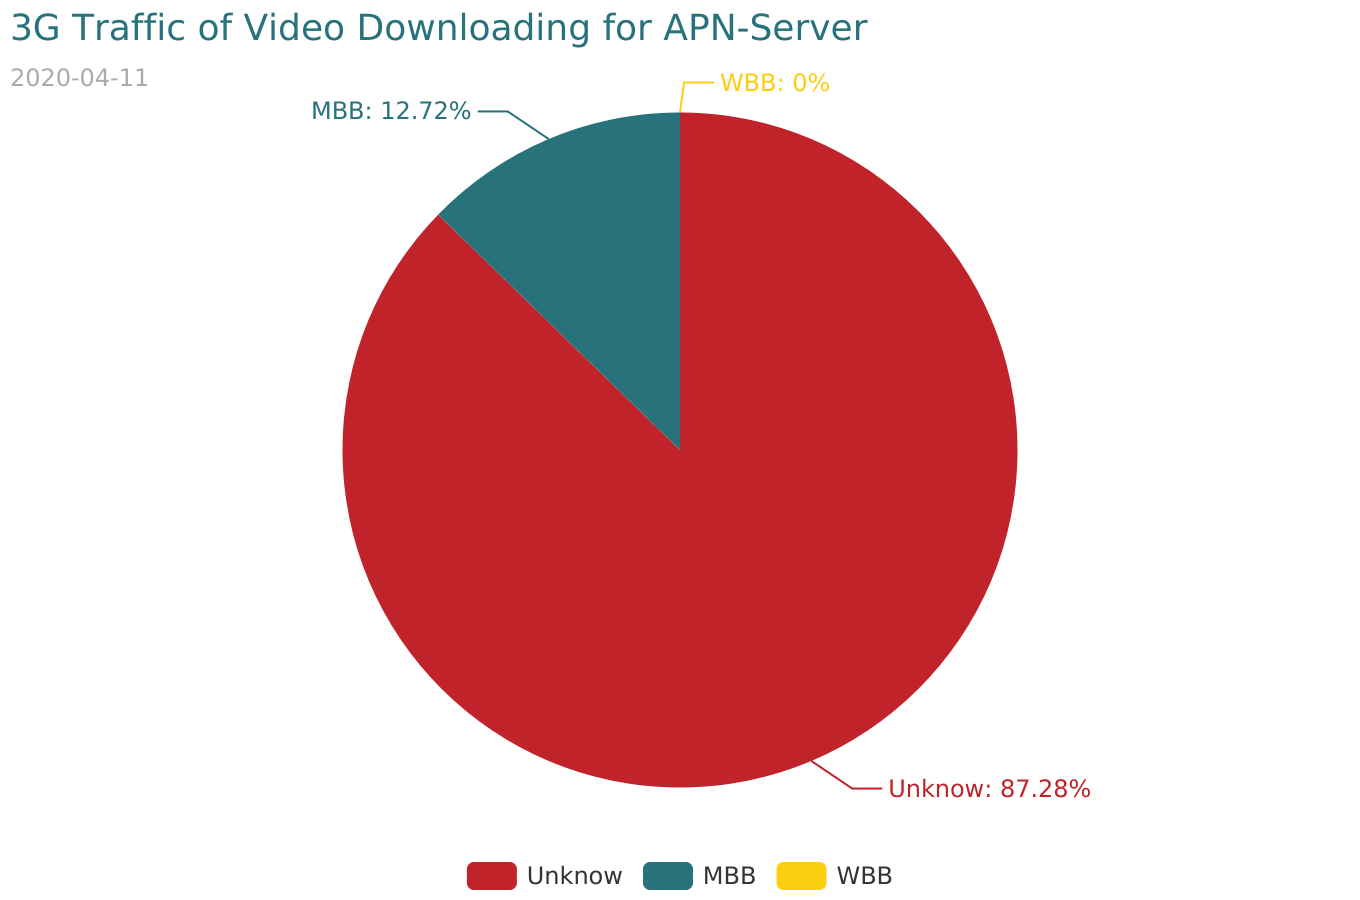 3G Traffic of Video Downloading for APN-Server
2020-04-11
WBB: 0%
MBB: 12.72%
Unknow: 87.28%
Unknow
MBB
WBB